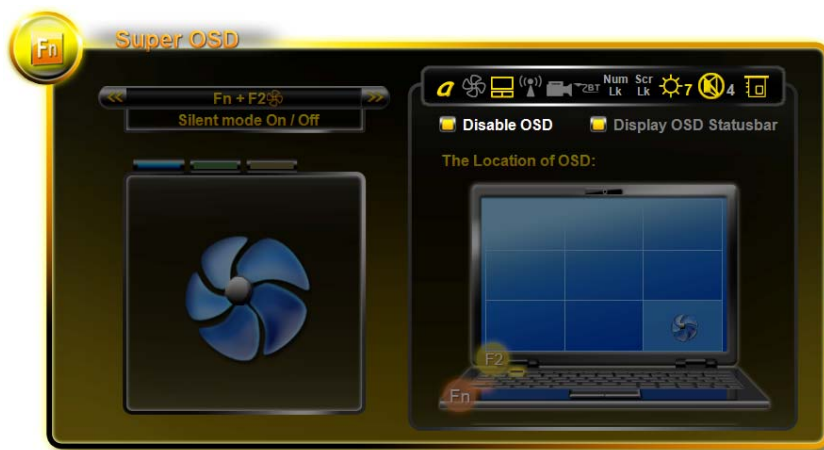 Fn
Super OSD
Fn + F2
Silent mode On / Off
a
BT
Num Lk
Scr Lk
7
4
Disable OSD
Display OSD Statusbar
The Location of OSD:
F2
Fn